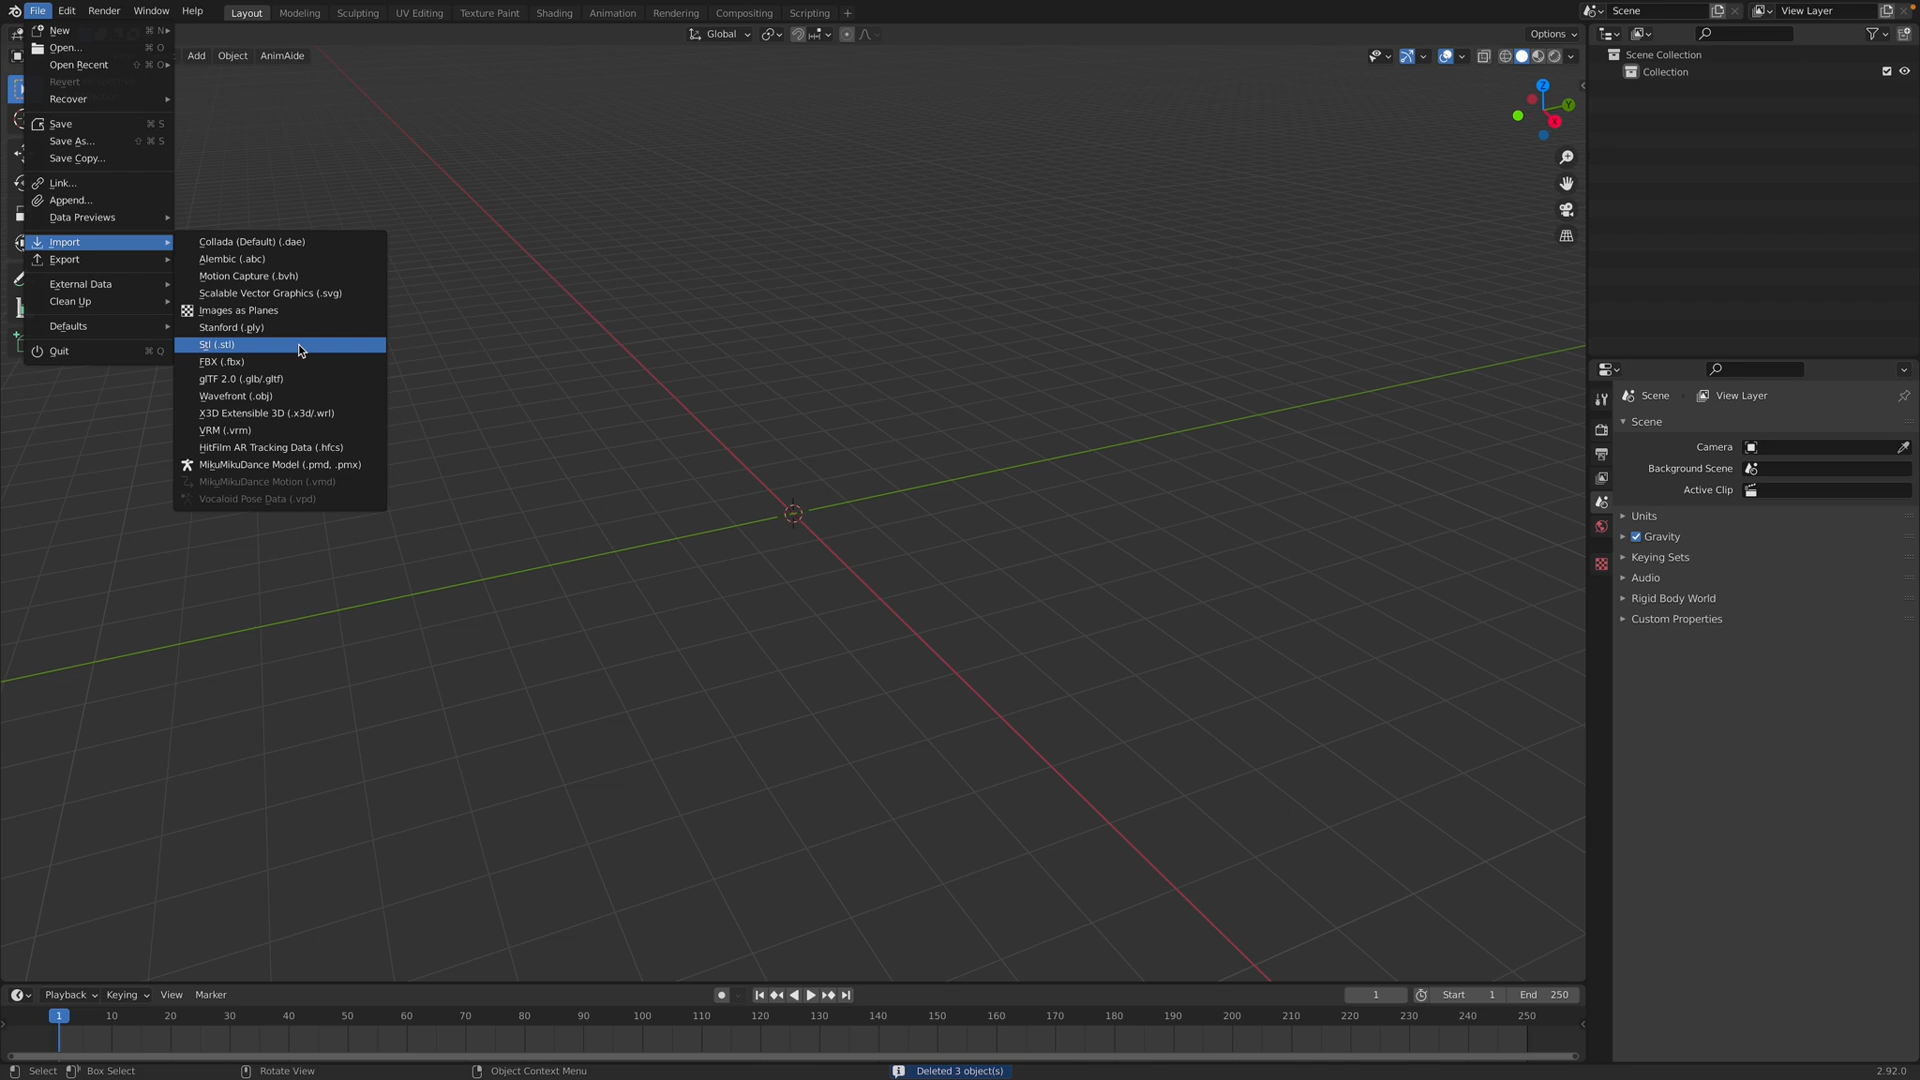 File Edit Render Window Help Layout Modeling Sculpting UV Editing Texture Paint Shading Animation Rendering Compositing Scripting + Scene View Layer
New ⌘ N
Open... ⌘ O
Open Recent ⇧ ⌘ O
Revert
Recover
Save ⌘ S
Save As... ⇧ ⌘ S
Save Copy...
Link...
Append...
Data Previews
Import
Export
External Data
Clean Up
Defaults
Quit ⌘ Q
Collada (Default) (.dae)
Alembic (.abc)
Motion Capture (.bvh)
Scalable Vector Graphics (.svg)
Images as Planes
Stanford (.ply)
Stl (.stl)
FBX (.fbx)
glTF 2.0 (.glb/.gltf)
Wavefront (.obj)
X3D Extensible 3D (.x3d/.wrl)
VRM (.vrm)
HitFilm AR Tracking Data (.hfcs)
MikuMikuDance Model (.pmd, .pmx)
MikuMikuDance Motion (.vmd)
Vocaloid Pose Data (.vpd)
Global Options
Add Object AnimAide
Z
Y
X
Scene Collection
Collection
Scene View Layer
Scene
Camera
Background Scene
Active Clip
Units
Gravity
Keying Sets
Audio
Rigid Body World
Custom Properties
Playback Keying View Marker 1 Start 1 End 250
1 10 20 30 40 50 60 70 80 90 100 110 120 130 140 150 160 170 180 190 200 210 220 230 240 250
Select Box Select Rotate View Object Context Menu Deleted 3 object(s) 2.92.0